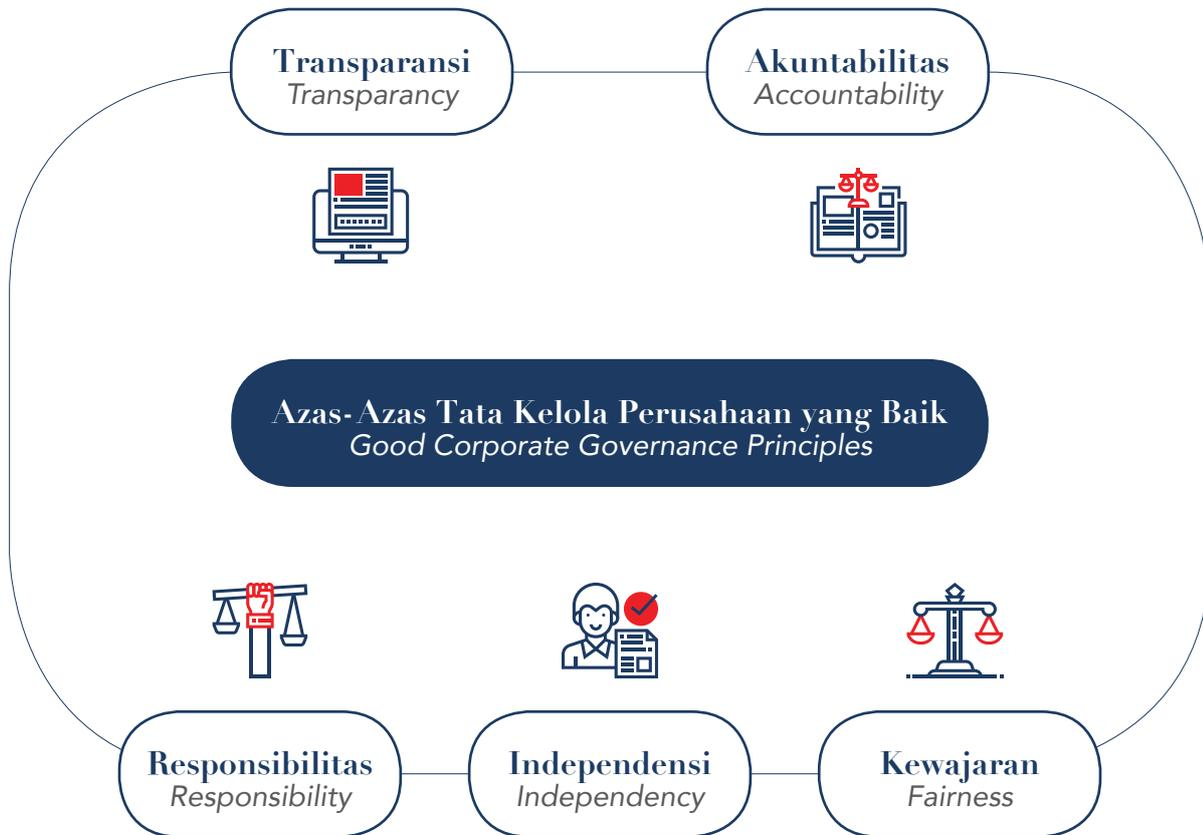 Transparansi
Transparancy
Akuntabilitas
Accountability
Azas-Azas Tata Kelola Perusahaan yang Baik
Good Corporate Governance Principles
Responsibilitas
Responsibility
Independensi
Independency
Kewajaran
Fairness